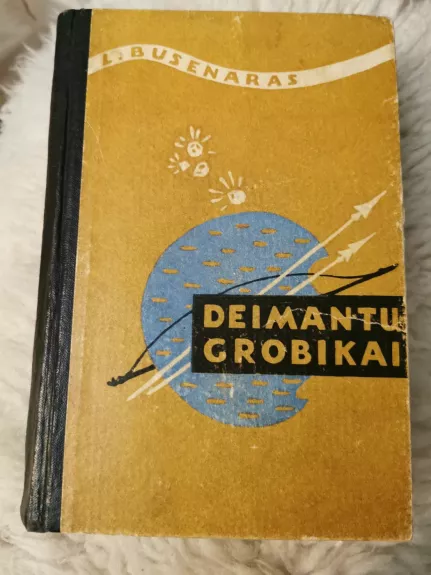 L. BUSENARAS
DEIMANTŲ
GROBIKAI